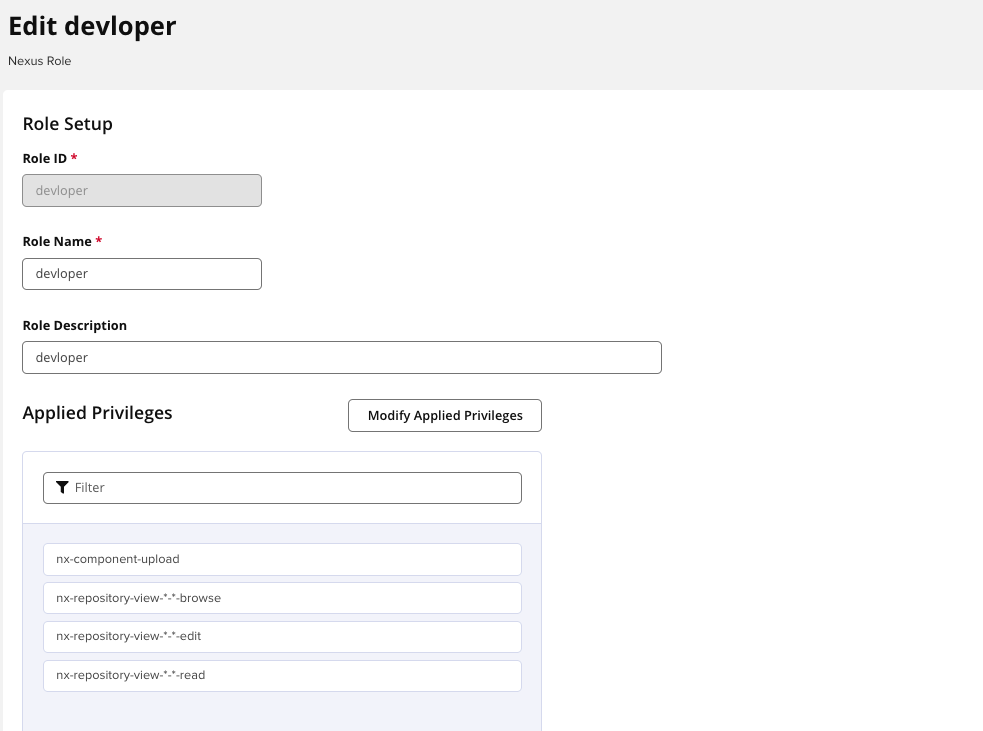 Edit devloper
Nexus Role
Role Setup
Role ID *
devloper
Role Name *
devloper
Role Description
devloper
Applied Privileges
Modify Applied Privileges
Filter
nx-component-upload
nx-repository-view-*-*-browse
nx-repository-view-*-*-edit
nx-repository-view-*-*-read